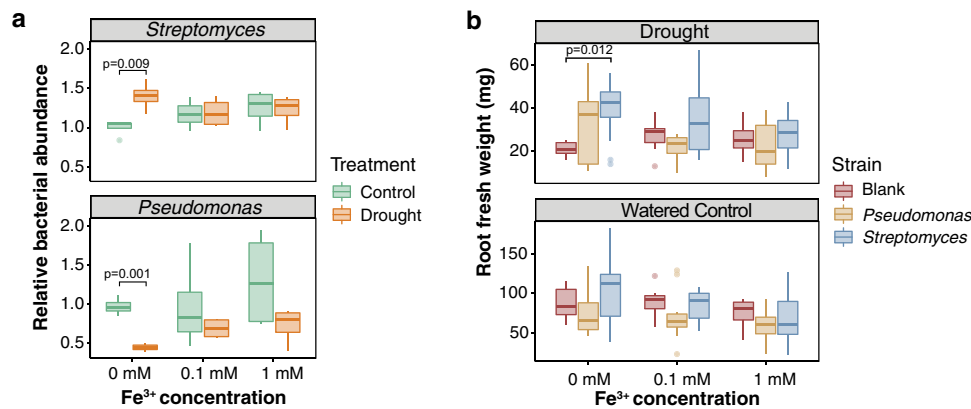 a
Streptomyces
2.0
1.5
1.0
0.5
p=0.009
Pseudomonas
2.0
1.5
1.0
0.5
p=0.001
Relative bacterial abundance
0 mM 0.1 mM 1 mM
Fe³⁺ concentration
Treatment
Control
Drought
b
Drought
60
40
20
p=0.012
Watered Control
150
100
50
Root fresh weight (mg)
0 mM 0.1 mM 1 mM
Fe³⁺ concentration
Strain
Blank
Pseudomonas
Streptomyces